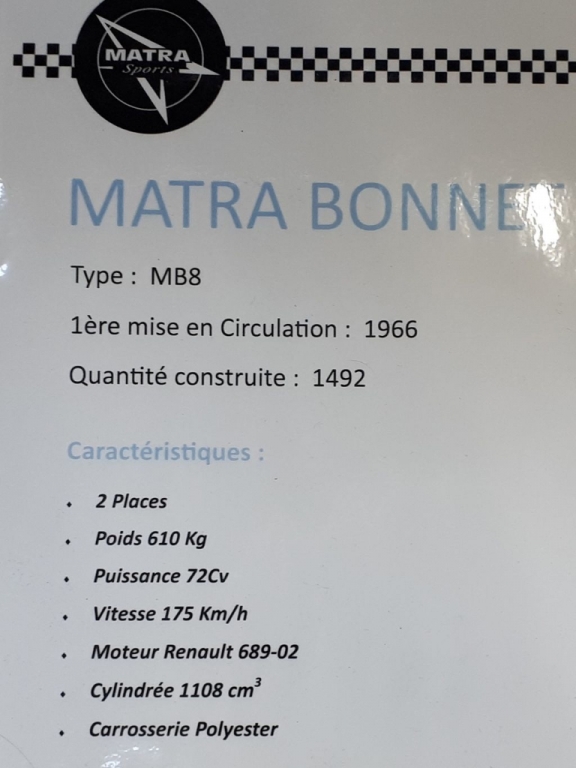 MATRA
Sports
MATRA BONNET
Type : MB8
1ère mise en Circulation : 1966
Quantité construite : 1492
Caractéristiques :
2 Places
Poids 610 Kg
Puissance 72Cv
Vitesse 175 Km/h
Moteur Renault 689-02
Cylindrée 1108 cm³
Carrosserie Polyester